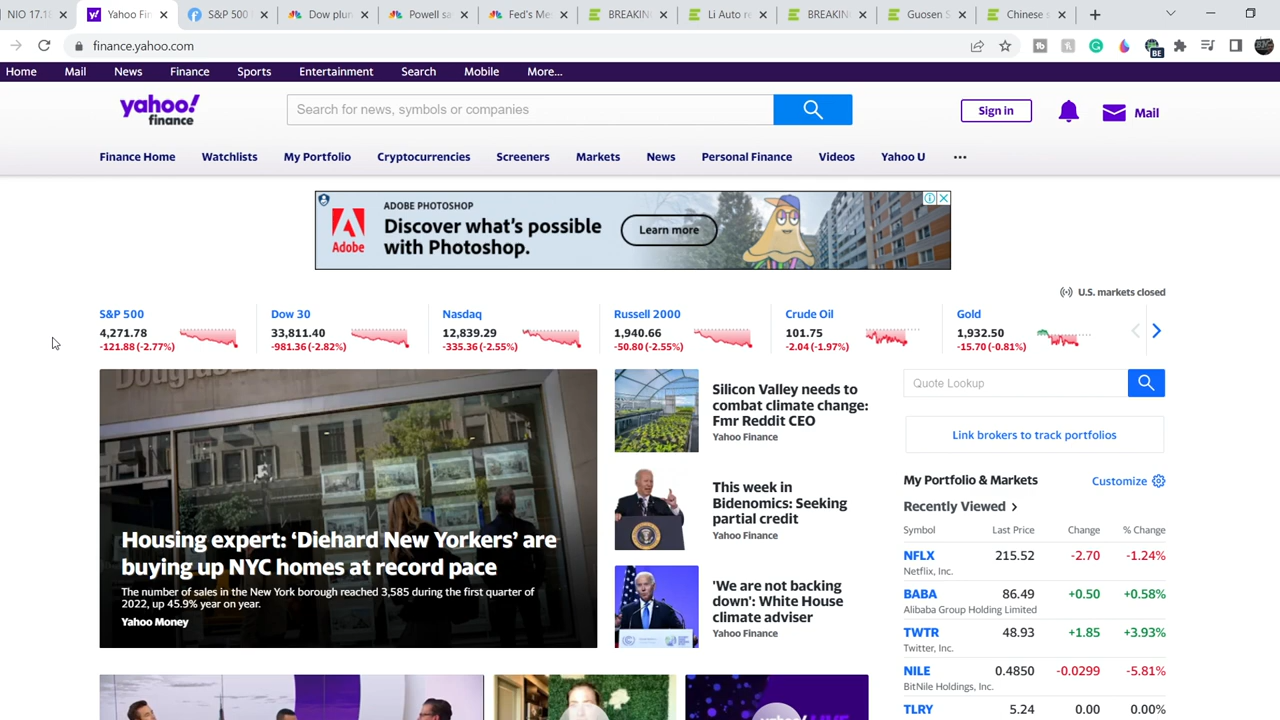 NIO 17.18
Yahoo Fin
S&P 500
Dow plun
Powell sa
Fed's Me
BREAKIN
Li Auto re
BREAKIN
Guosen S
Chinese s
finance.yahoo.com
BE
Home Mail News Finance Sports Entertainment Search Mobile More...
yahoo!
finance
Search for news, symbols or companies
Sign in
Mail
Finance Home Watchlists My Portfolio Cryptocurrencies Screeners Markets News Personal Finance Videos Yahoo U ...
Adobe
ADOBE PHOTOSHOP
Discover what's possible
with Photoshop.
Learn more
U.S. markets closed
S&P 500
4,271.78
-121.88 (-2.77%)
Dow 30
33,811.40
-981.36 (-2.82%)
Nasdaq
12,839.29
-335.36 (-2.55%)
Russell 2000
1,940.66
-50.80 (-2.55%)
Crude Oil
101.75
-2.04 (-1.97%)
Gold
1,932.50
-15.70 (-0.81%)
Housing expert: 'Diehard New Yorkers' are
buying up NYC homes at record pace
The number of sales in the New York borough reached 3,585 during the first quarter of
2022, up 45.9% year on year.
Yahoo Money
Silicon Valley needs to
combat climate change:
Fmr Reddit CEO
Yahoo Finance
This week in
Bidenomics: Seeking
partial credit
Yahoo Finance
'We are not backing
down': White House
climate adviser
Yahoo Finance
Quote Lookup
Link brokers to track portfolios
My Portfolio & Markets Customize
Recently Viewed
Symbol Last Price Change % Change
NFLX 215.52 -2.70 -1.24%
Netflix, Inc.
BABA 86.49 +0.50 +0.58%
Alibaba Group Holding Limited
TWTR 48.93 +1.85 +3.93%
Twitter, Inc.
NILE 0.4850 -0.0299 -5.81%
BitNile Holdings, Inc.
TLRY 5.24 0.00 0.00%